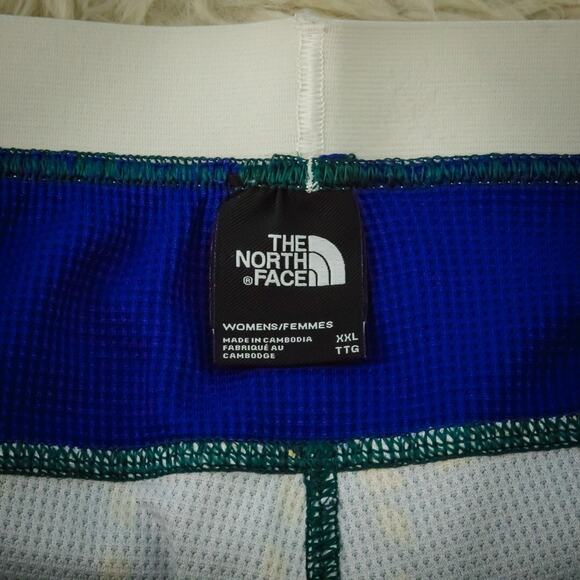 THE
NORTH
® FACE
WOMENS/FEMMES
MADE IN CAMBODIA
FABRIQUÉ AU
CAMBODGE
XXL
TTG